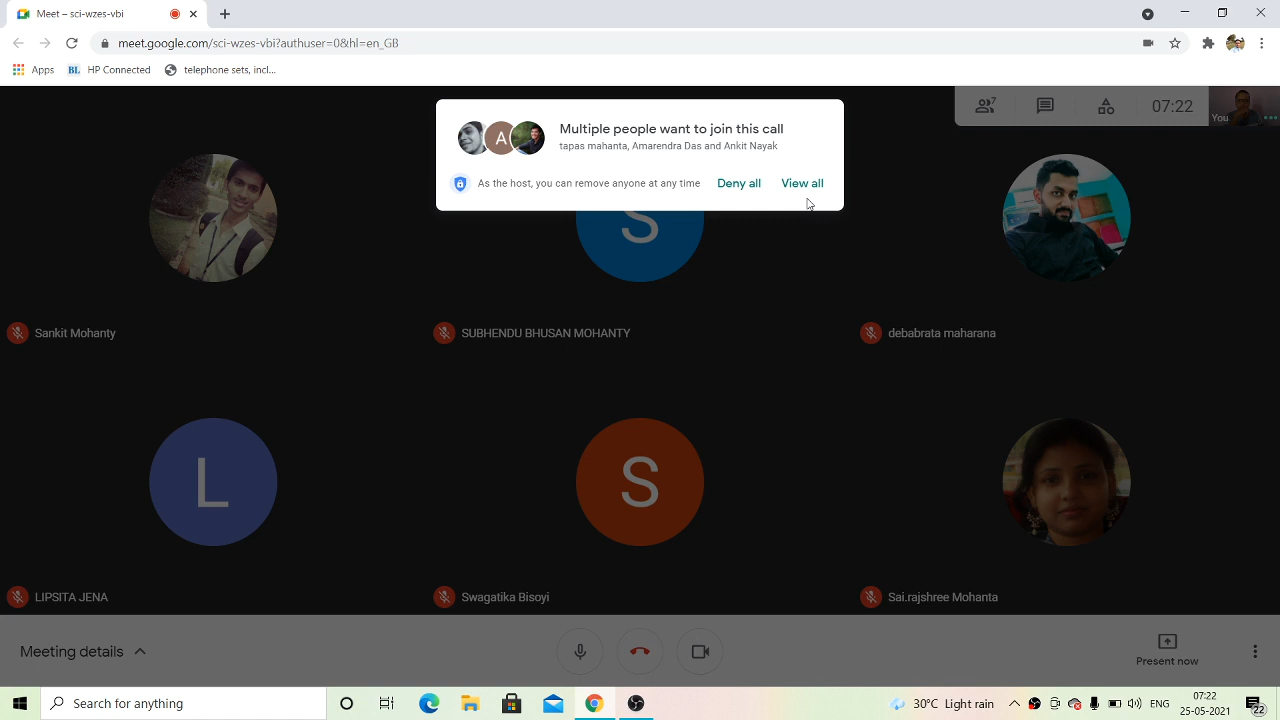 Meet – sci-wzes-vbi
meet.google.com/sci-wzes-vbi?authuser=0&hl=en_GB
Apps
BL HP Connected
telephone sets, incl...
Multiple people want to join this call
tapas mahanta, Amarendra Das and Ankit Nayak
A
As the host, you can remove anyone at any time
Deny all
View all
7
07:22
You
S
Sankit Mohanty
SUBHENDU BHUSAN MOHANTY
debabrata maharana
L
S
LIPSITA JENA
Swagatika Bisoyi
Sai.rajshree Mohanta
Meeting details
Present now
Search for anything
30°C Light rain
ENG
07:22
25-05-2021
22